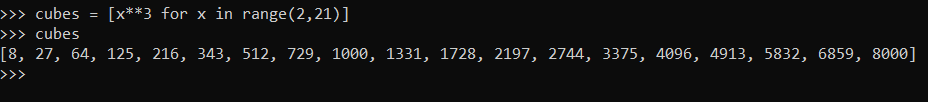 >>> cubes = [x**3 for x in range(2,21)]
>>> cubes
[8, 27, 64, 125, 216, 343, 512, 729, 1000, 1331, 1728, 2197, 2744, 3375, 4096, 4913, 5832, 6859, 8000]
>>>